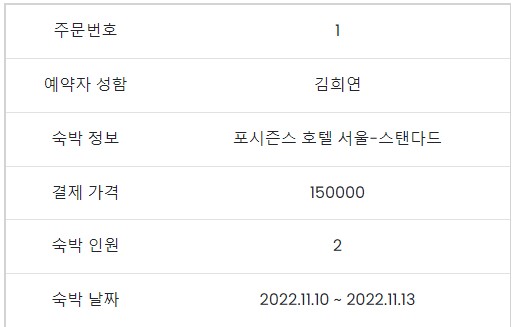 주문번호 1
예약자 성함 김희연
숙박 정보 포시즌스 호텔 서울-스탠다드
결제 가격 150000
숙박 인원 2
숙박 날짜 2022.11.10 ~ 2022.11.13